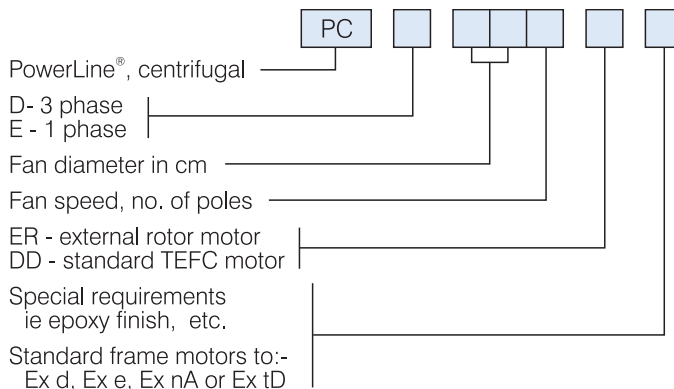 PC
PowerLine®, centrifugal
D- 3 phase
E - 1 phase
Fan diameter in cm
Fan speed, no. of poles
ER - external rotor motor
DD - standard TEFC motor
Special requirements
ie epoxy finish, etc.
Standard frame motors to:-
Ex d, Ex e, Ex nA or Ex tD